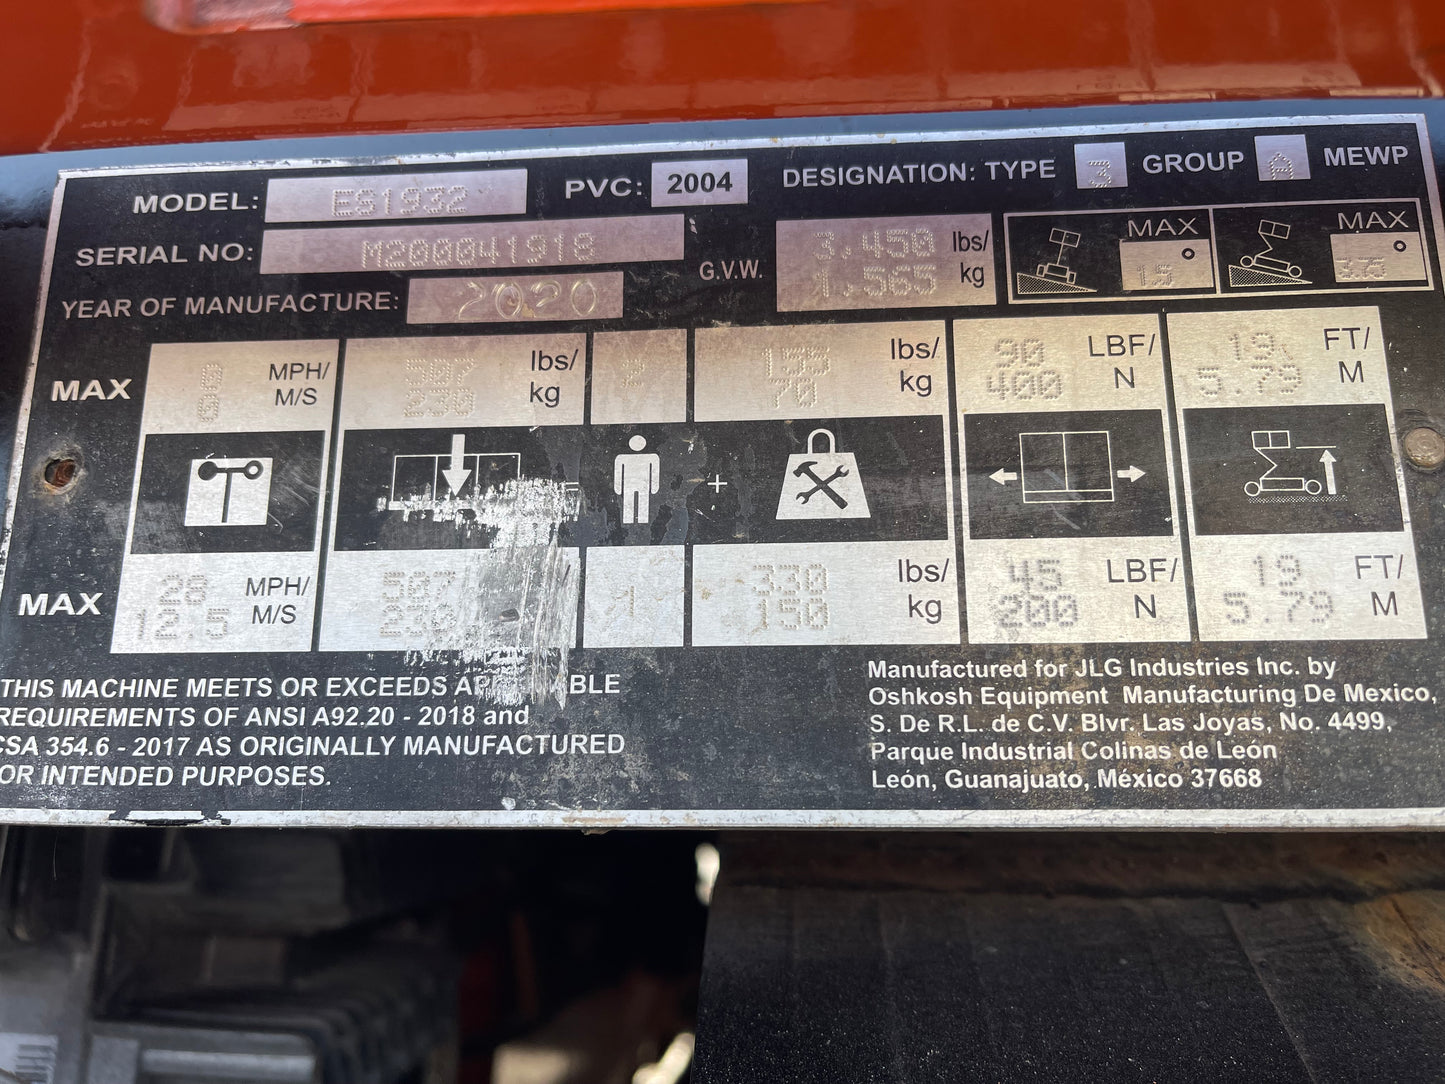 MODEL: ES1932 PVC: 2004 DESIGNATION: TYPE 3 GROUP A MEWP
SERIAL NO: M200041918 G.V.W. 3,450 lbs/ 1,565 kg
MAX 1.5 °
MAX 3.75 °
YEAR OF MANUFACTURE: 2020
MAX 0 MPH/ 507 lbs/ 155 lbs/ 90 LBF/ 19 FT/
0 M/S 230 kg 70 kg 400 N 5.79 M
= +
MAX 28 MPH/ 507 / 1 330 lbs/ 45 LBF/ 19 FT/
12.5 M/S 230 150 kg 200 N 5.79 M
THIS MACHINE MEETS OR EXCEEDS
REQUIREMENTS OF ANSI A92.20 - 2018 and
CSA 354.6 - 2017 AS ORIGINALLY MANUFACTURED
OR INTENDED PURPOSES.
Manufactured for JLG Industries Inc. by
Oshkosh Equipment Manufacturing De Mexico,
S. De R.L. de C.V. Blvr. Las Joyas, No. 4499,
Parque Industrial Colinas de León
León, Guanajuato, México 37668